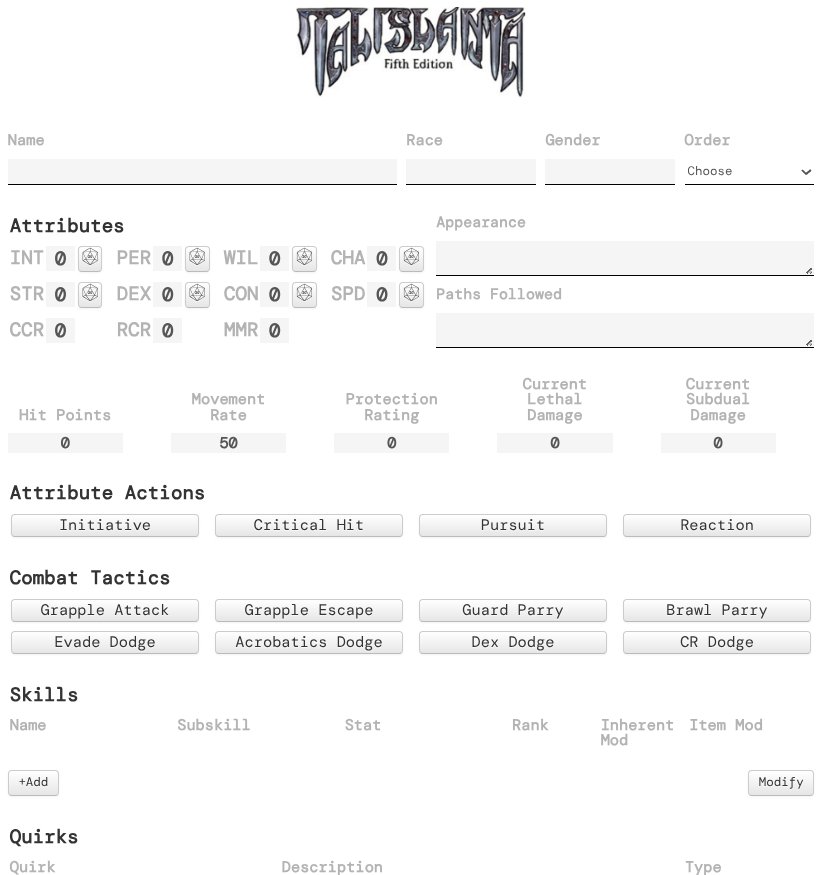 TALISLANTA
Fifth Edition
Name Race Gender Order
Choose
Attributes Appearance
INT 0 PER 0 WIL 0 CHA 0
STR 0 DEX 0 CON 0 SPD 0 Paths Followed
CCR 0 RCR 0 MMR 0
Hit Points Movement Rate Protection Rating Current Lethal Damage Current Subdual Damage
0 50 0 0 0
Attribute Actions
Initiative Critical Hit Pursuit Reaction
Combat Tactics
Grapple Attack Grapple Escape Guard Parry Brawl Parry
Evade Dodge Acrobatics Dodge Dex Dodge CR Dodge
Skills
Name Subskill Stat Rank Inherent Mod Item Mod
+Add Modify
Quirks
Quirk Description Type